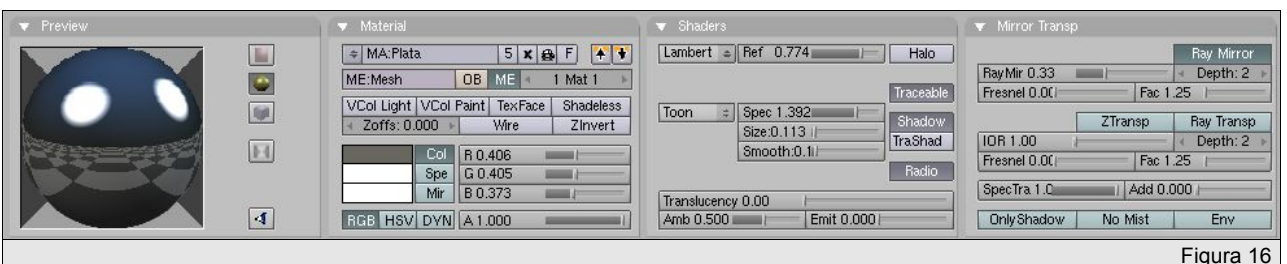 Preview
Material
MA:Plata 5 F
ME:Mesh OB ME 1 Mat 1
VCol Light VCol Paint TexFace Shadeless
Zoffs: 0.000 Wire ZInvert
Col R 0.406
Spe G 0.405
Mir B 0.373
RGB HSV DYN A 1.000
Shaders
Lambert Ref 0.774 Halo
Traceable
Toon Spec 1.392
Shadow
Size:0.113
TraShad
Smooth:0.1
Radio
Translucency 0.00
Amb 0.500 Emit 0.000
Mirror Transp
Ray Mirror
RayMir 0.33 Depth: 2
Fresnel 0.0 Fac 1.25
ZTransp Ray Transp
IOR 1.00 Depth: 2
Fresnel 0.0 Fac 1.25
SpecTra 1.0 Add 0.000
OnlyShadow No Mist Env
Figura 16